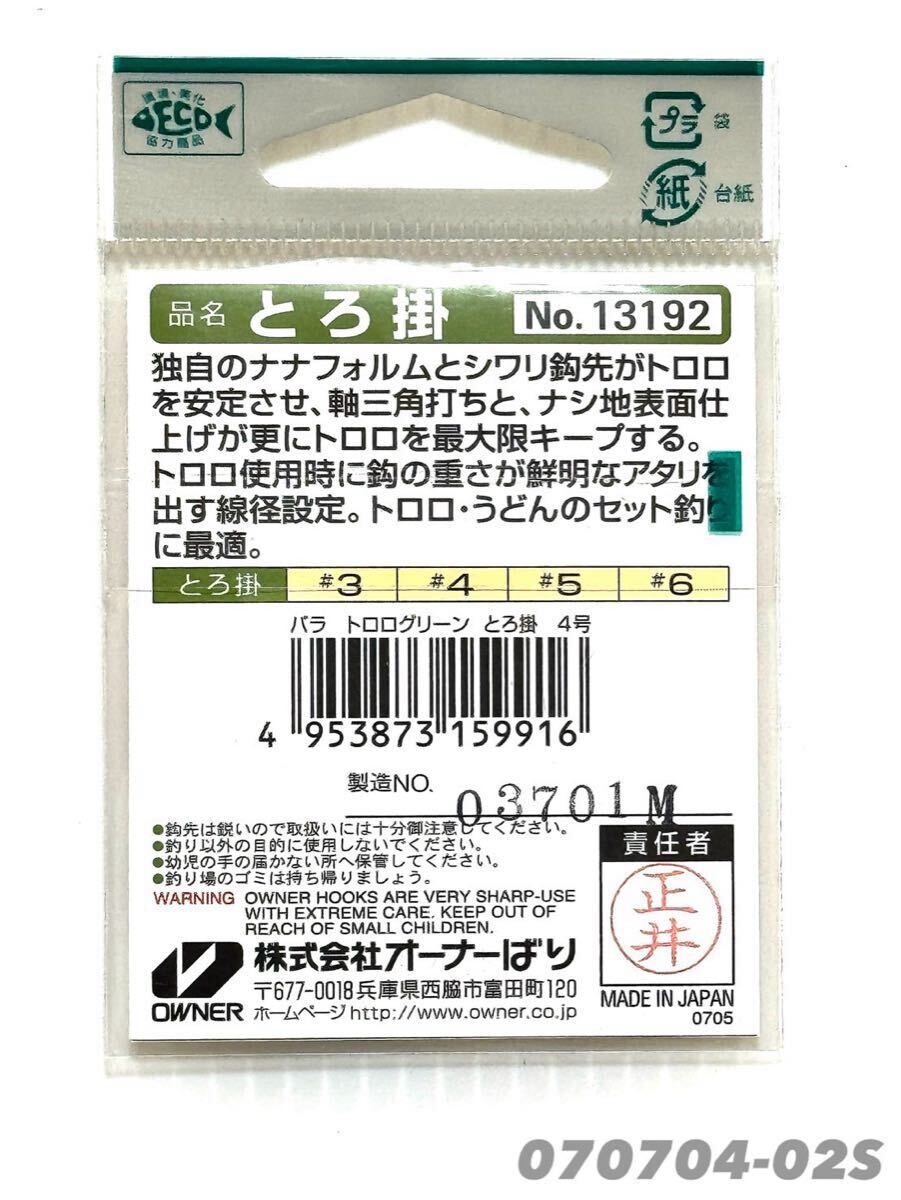 環境・美化
ECO
協力商品
プラ 袋
紙 台紙
品名 とろ掛 No.13192
独自のナナフォルムとシワリ鈎先がトロロ
を安定させ、軸三角打ちと、ナシ地表面仕
上げが更にトロロを最大限キープする。
トロロ使用時に鈎の重さが鮮明なアタリを
出す線径設定。トロロ・うどんのセット釣り
に最適。
とろ掛 #3 #4 #5 #6
バラ トロログリーン とろ掛 4号
4 953873 159916
製造NO. 03701M
●鈎先は鋭いので取扱いには十分御注意してください。
●釣り以外の目的に使用しないでください。
●幼児の手の届かない所へ保管してください。
●釣り場のゴミは持ち帰りましょう。
WARNING OWNER HOOKS ARE VERY SHARP-USE
WITH EXTREME CARE. KEEP OUT OF
REACH OF SMALL CHILDREN.
責任者
正井
OWNER
株式会社オーナーばり
〒677-0018兵庫県西脇市富田町120
ホームページhttp://www.owner.co.jp
MADE IN JAPAN
0705
070704-02S